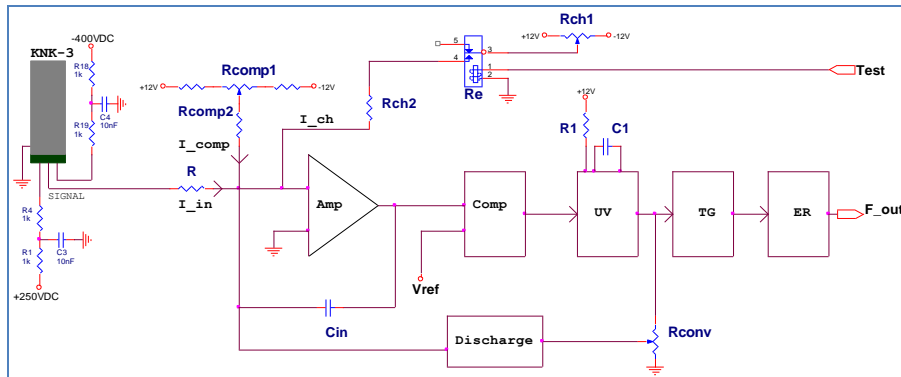 -400VDC
KNK-3
R18
1k
C4
10nF
R19
1k
SIGNAL
R4
1k
C3
10nF
R1
1k
+250VDC
+12V
Rcomp1
-12V
Rcomp2
I_comp
R
I_in
I_ch
Rch2
5
4
3
1
2
Re
+12V
Rch1
-12V
Test
Amp
Cin
Comp
Vref
+12V
R1
C1
UV
TG
ER
F_out
Discharge
Rconv